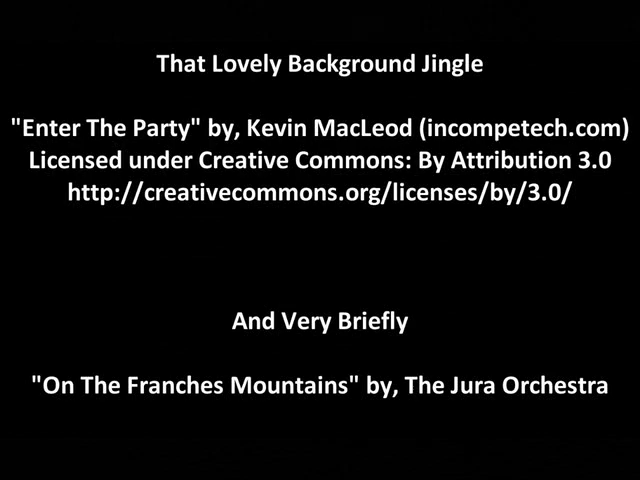 That Lovely Background Jingle
"Enter The Party" by, Kevin MacLeod (incompetech.com)
Licensed under Creative Commons: By Attribution 3.0
http://creativecommons.org/licenses/by/3.0/
And Very Briefly
"On The Franches Mountains" by, The Jura Orchestra